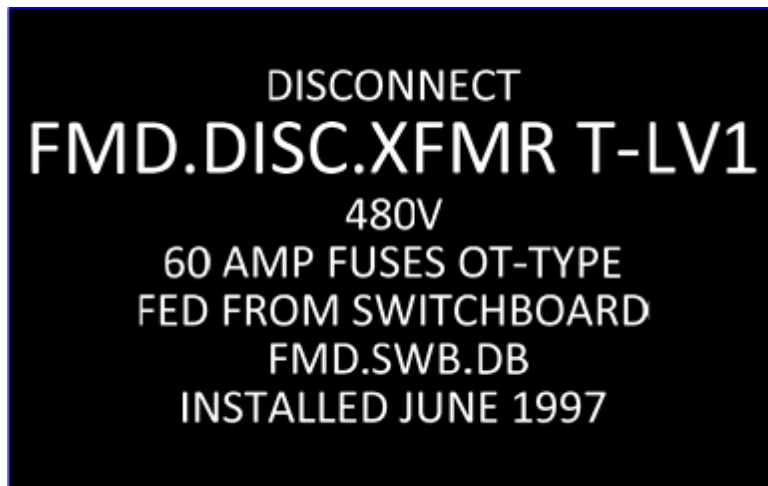 DISCONNECT
FMD.DISC.XFMR T-LV1
480V
60 AMP FUSES OT-TYPE
FED FROM SWITCHBOARD
FMD.SWB.DB
INSTALLED JUNE 1997